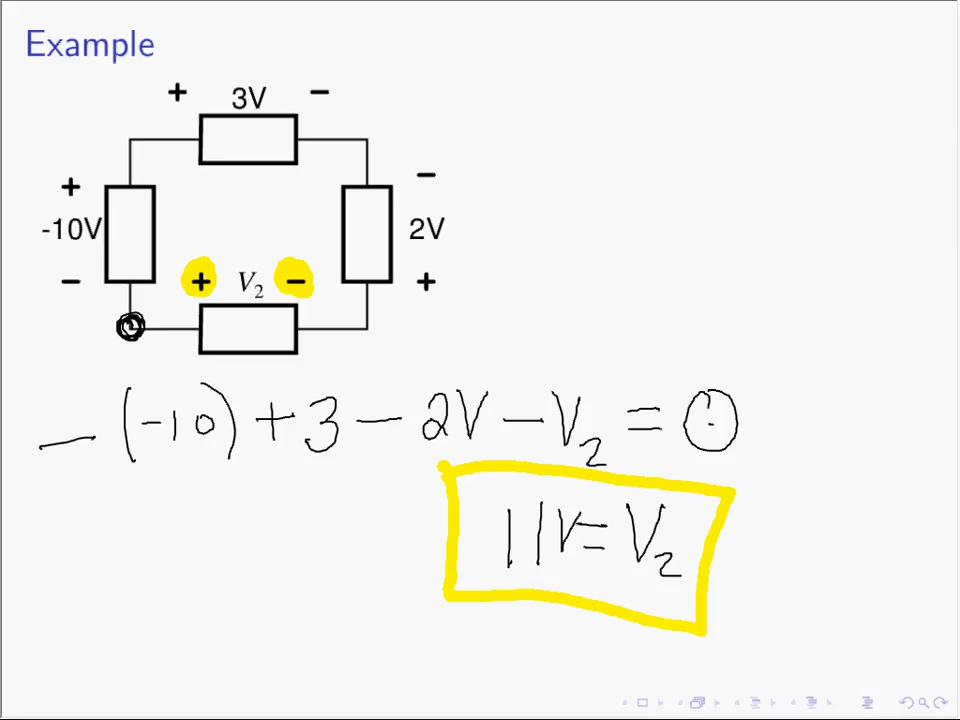 Example
+ 3V −
+ −
-10V 2V
− + V₂ − +
− (-10) + 3 − 2V − V₂ = 0
11V = V₂